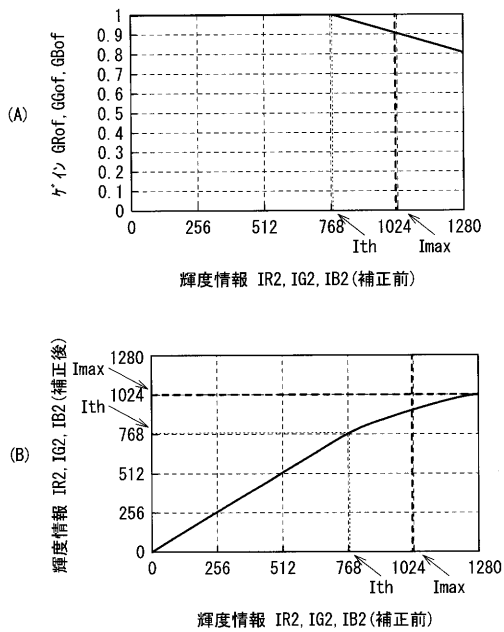 (A)
ゲイン GRof, GGof, GBof
1
0.9
0.8
0.7
0.6
0.5
0.4
0.3
0.2
0.1
0
0 256 512 768 1024 1280
Ith Imax
輝度情報 IR2, IG2, IB2(補正前)
(B)
輝度情報 IR2, IG2, IB2(補正後)
Imax
Ith
1280
1024
768
512
256
0
0 256 512 768 1024 1280
Ith Imax
輝度情報 IR2, IG2, IB2(補正前)